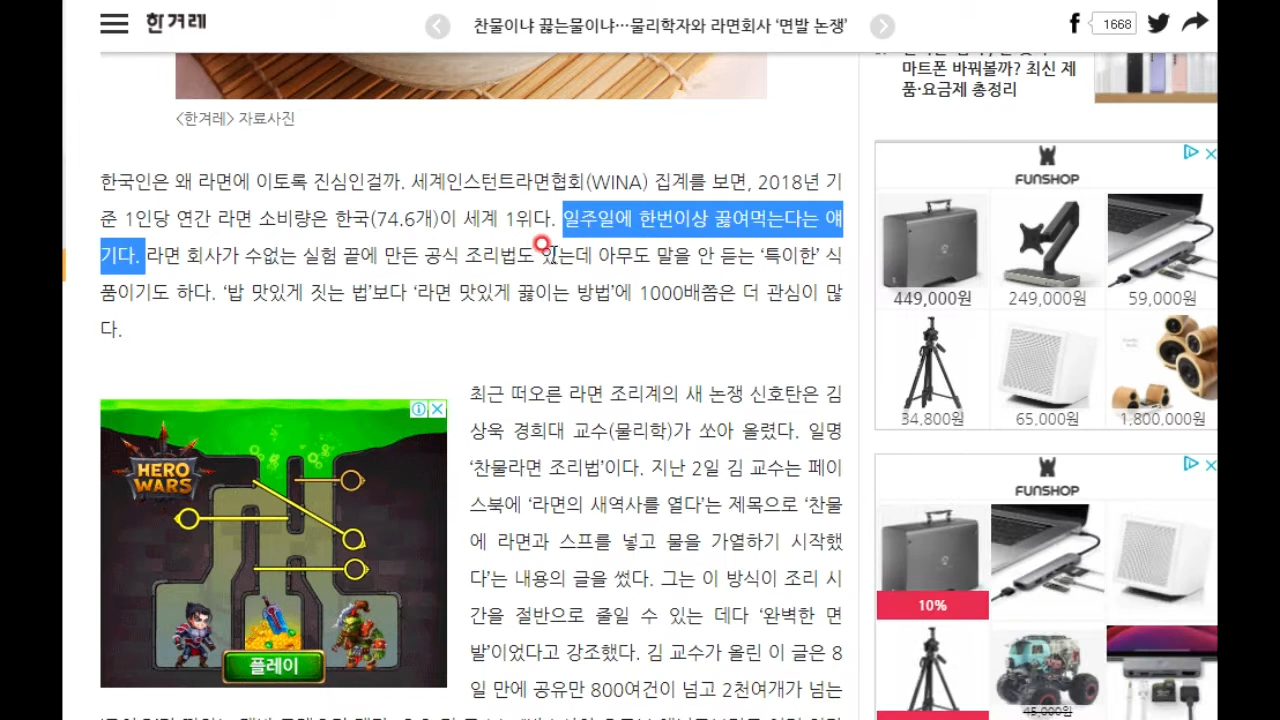 한겨레
찬물이냐 끓는물이냐…물리학자와 라면회사 ‘면발 논쟁’
1668
마트폰 바꿔볼까? 최신 제
품·요금제 총정리
<한겨레> 자료사진
한국인은 왜 라면에 이토록 진심인걸까. 세계인스턴트라면협회(WINA) 집계를 보면, 2018년 기
준 1인당 연간 라면 소비량은 한국(74.6개)이 세계 1위다. 일주일에 한번이상 끓여먹는다는 얘
기다. 라면 회사가 수없는 실험 끝에 만든 공식 조리법도 있는데 아무도 말을 안 듣는 ‘특이한’ 식
품이기도 하다. ‘밥 맛있게 짓는 법’보다 ‘라면 맛있게 끓이는 방법’에 1000배쯤은 더 관심이 많
다.
최근 떠오른 라면 조리계의 새 논쟁 신호탄은 김
상욱 경희대 교수(물리학)가 쏘아 올렸다. 일명
‘찬물라면 조리법’이다. 지난 2일 김 교수는 페이
스북에 ‘라면의 새역사를 열다’는 제목으로 ‘찬물
에 라면과 스프를 넣고 물을 가열하기 시작했
다’는 내용의 글을 썼다. 그는 이 방식이 조리 시
간을 절반으로 줄일 수 있는 데다 ‘완벽한 면
발’이었다고 강조했다. 김 교수가 올린 이 글은 8
일 만에 공유만 800여건이 넘고 2천여개가 넘는
HERO
WARS
플레이
FUNSHOP
449,000원
249,000원
59,000원
34,800원
65,000원
1,800,000원
FUNSHOP
10%
45,000원